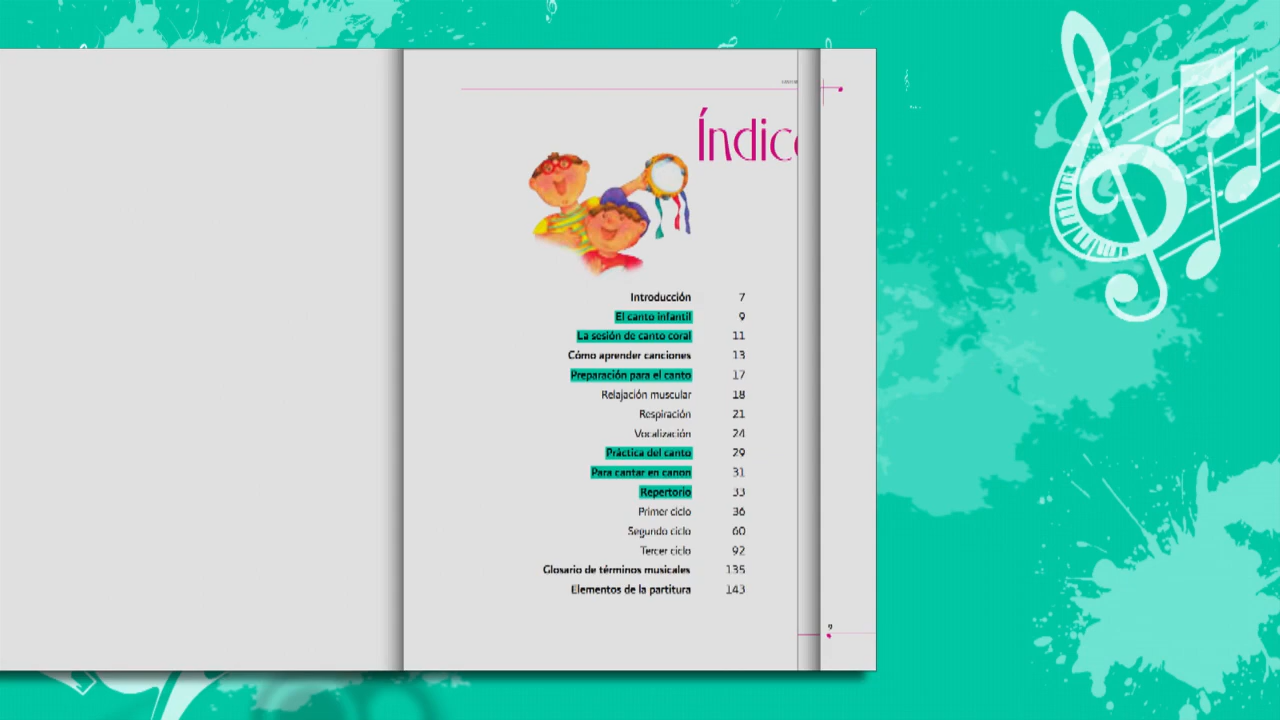 Índice
Introducción 7
El canto infantil 9
La sesión de canto coral 11
Cómo aprender canciones 13
Preparación para el canto 17
Relajación muscular 18
Respiración 21
Vocalización 24
Práctica del canto 29
Para cantar en canon 31
Repertorio 33
Primer ciclo 36
Segundo ciclo 60
Tercer ciclo 92
Glosario de términos musicales 135
Elementos de la partitura 143
9